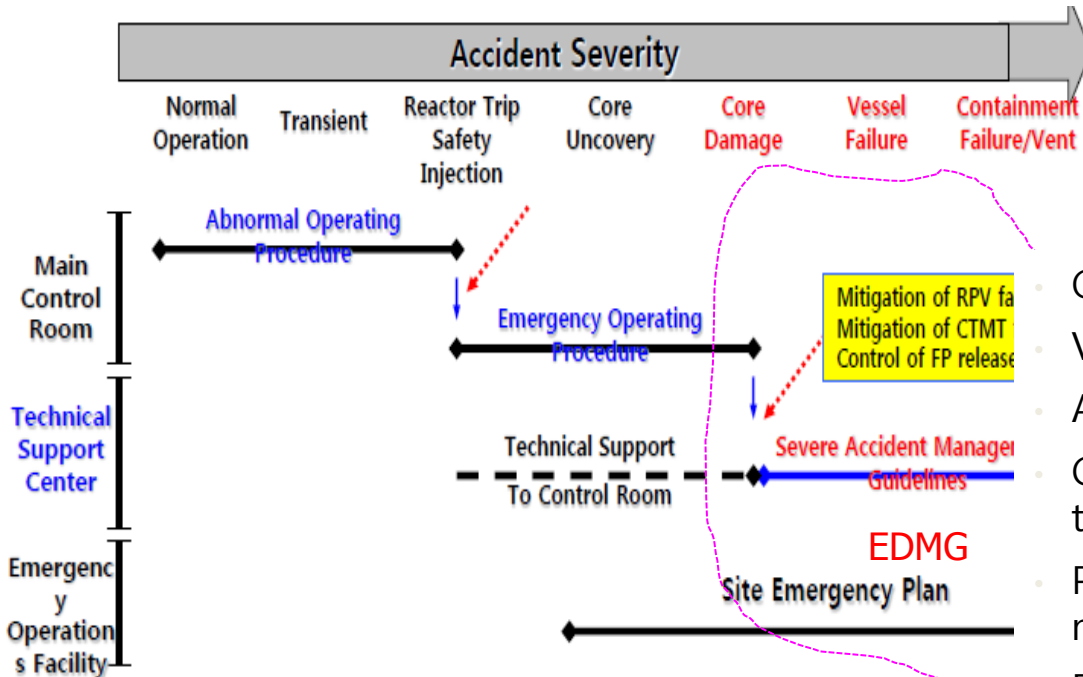 Accident Severity
Normal
Operation
Transient
Reactor Trip
Safety
Injection
Core
Uncovery
Core
Damage
Vessel
Failure
Containment
Failure/Vent
Main
Control
Room
Abnormal Operating
Procedure
Emergency Operating
Procedure
Mitigation of RPV fa
Mitigation of CTMT
Control of FP release
Technical
Support
Center
Technical Support
To Control Room
Severe Accident Manage
Guidelines
EDMG
Emergenc
y
Operation
s Facility
Site Emergency Plan
V
A
t